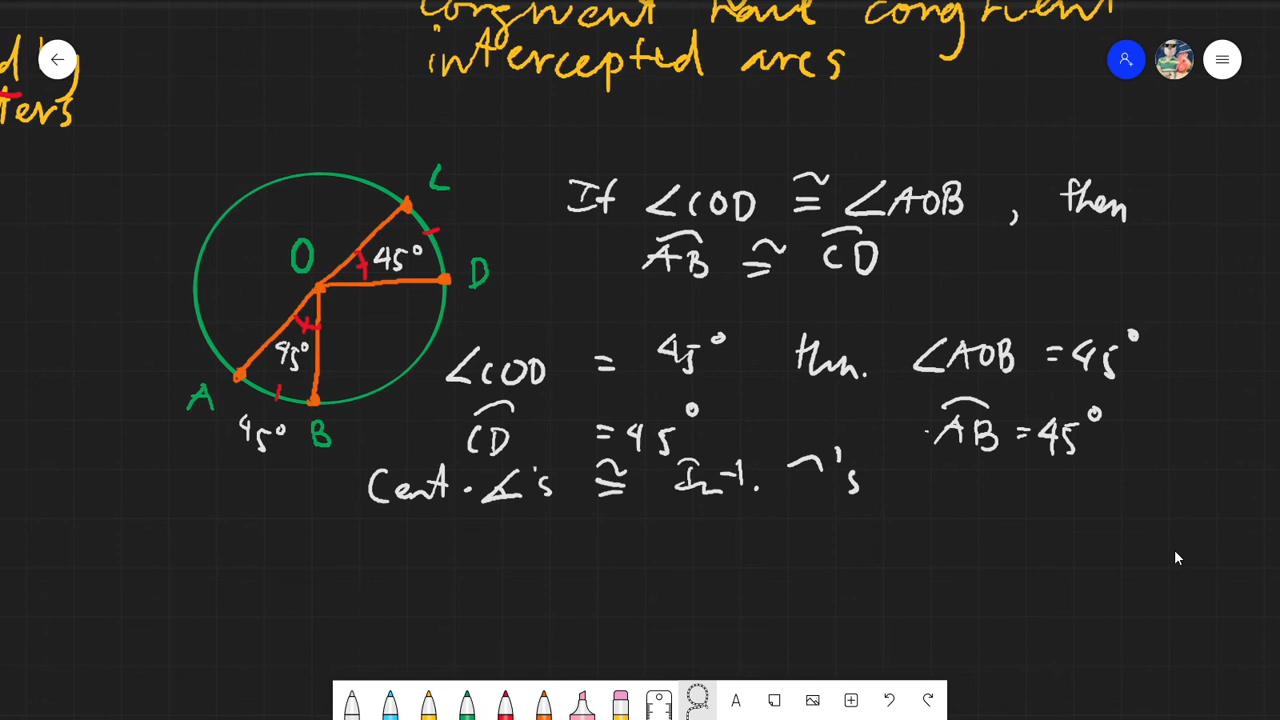 congruent have congruent
intercepted arcs
ters
C
O
45°
D
45°
A
45°
B
If ∠COD ≅ ∠AOB , then
⌒AB ≅ ⌒CD
∠COD = 45° then. ∠AOB = 45°
⌒CD = 45° ⌒AB = 45°
Cent. ∠'s ≅ Int. ⌒'s
A